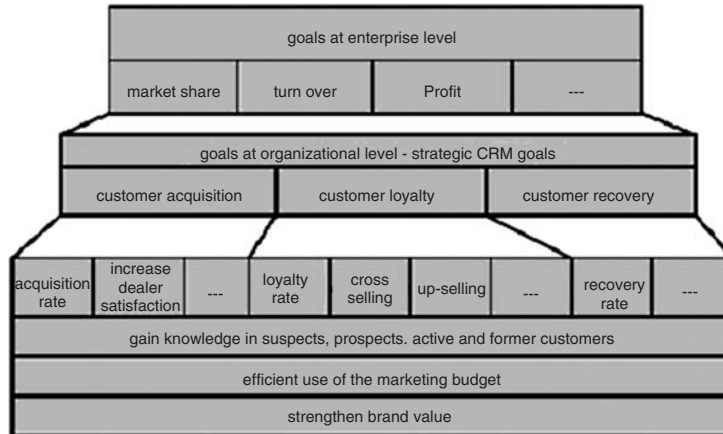 goals at enterprise level
market share turn over Profit ---
goals at organizational level - strategic CRM goals
customer acquisition customer loyalty customer recovery
acquisition rate
increase dealer satisfaction
---
loyalty rate
cross selling
up-selling
---
recovery rate
---
gain knowledge in suspects, prospects. active and former customers
efficient use of the marketing budget
strengthen brand value